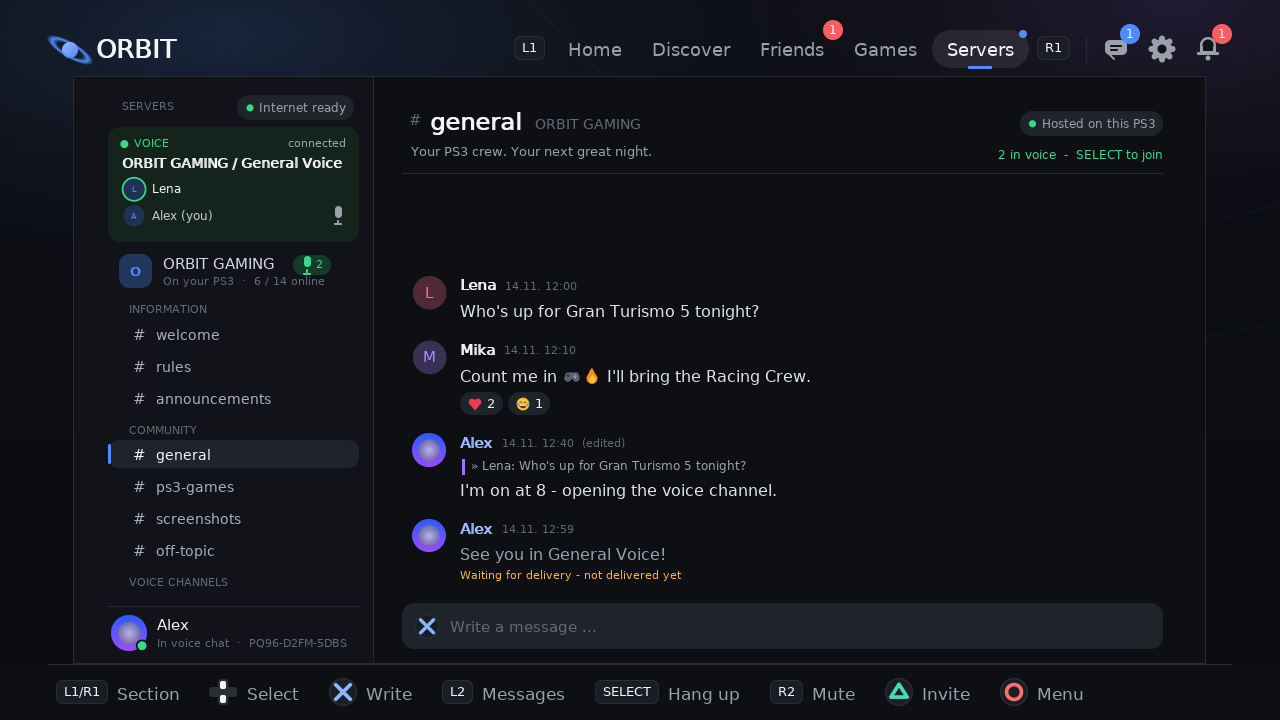 ORBIT
L1 Home Discover Friends 1 Games Servers R1 1 1
SERVERS
Internet ready
VOICE connected
ORBIT GAMING / General Voice
L Lena
A Alex (you)
O ORBIT GAMING 2
On your PS3 · 6 / 14 online
INFORMATION
# welcome
# rules
# announcements
COMMUNITY
# general
# ps3-games
# screenshots
# off-topic
VOICE CHANNELS
Alex
In voice chat · PQ96-D2FM-5DBS
# general ORBIT GAMING
Hosted on this PS3
Your PS3 crew. Your next great night.
2 in voice - SELECT to join
L Lena 14.11. 12:00
Who's up for Gran Turismo 5 tonight?
M Mika 14.11. 12:10
Count me in 🎮🔥 I'll bring the Racing Crew.
❤️ 2 😄 1
Alex 14.11. 12:40 (edited)
» Lena: Who's up for Gran Turismo 5 tonight?
I'm on at 8 - opening the voice channel.
Alex 14.11. 12:59
See you in General Voice!
Waiting for delivery - not delivered yet
Write a message ...
L1/R1 Section Select Write L2 Messages SELECT Hang up R2 Mute Invite Menu